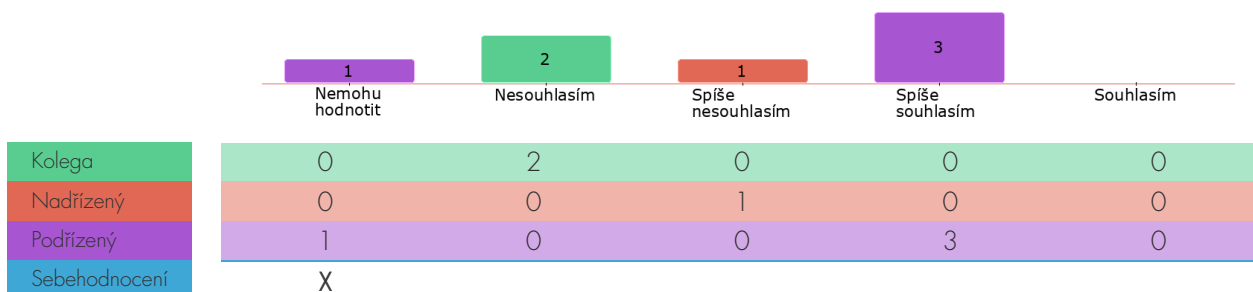 1
2
1
3
Nemohu hodnotit
Nesouhlasím
Spíše nesouhlasím
Spíše souhlasím
Souhlasím
Kolega 0 2 0 0 0
Nadřízený 0 0 1 0 0
Podřízený 1 0 0 3 0
Sebehodnocení X